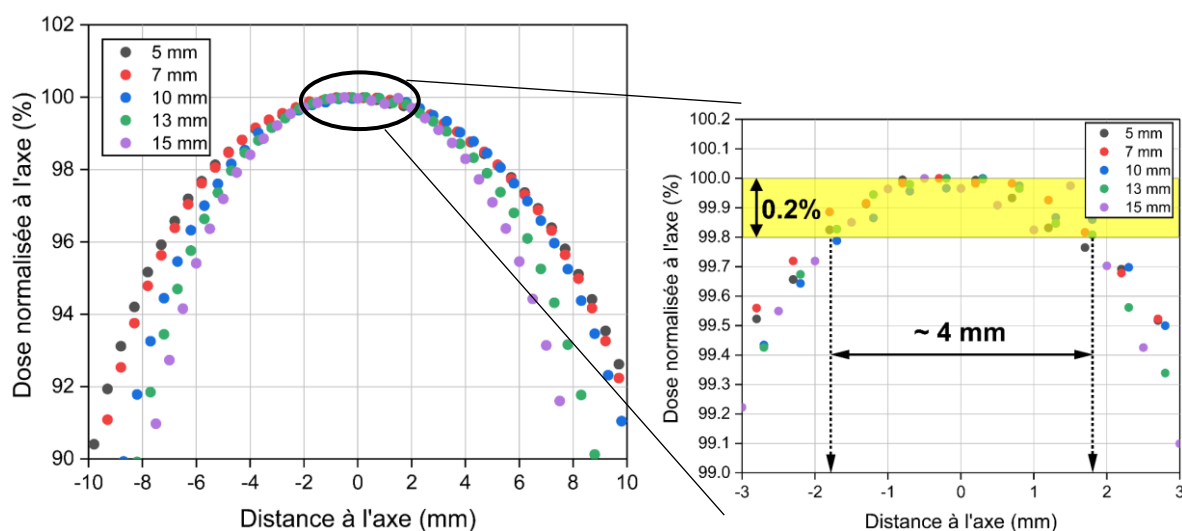 102
100
98
96
94
92
90
Dose normalisée à l'axe (%)
5 mm
7 mm
10 mm
13 mm
15 mm
-10 -8 -6 -4 -2 0 2 4 6 8 10
Distance à l'axe (mm)
100.2
100.1
100.0
99.9
99.8
99.7
99.6
99.5
99.4
99.3
99.2
99.1
99.0
Dose normalisée à l'axe (%)
5 mm
7 mm
10 mm
13 mm
15 mm
0.2%
~ 4 mm
-3 -2 -1 0 1 2 3
Distance à l'axe (mm)